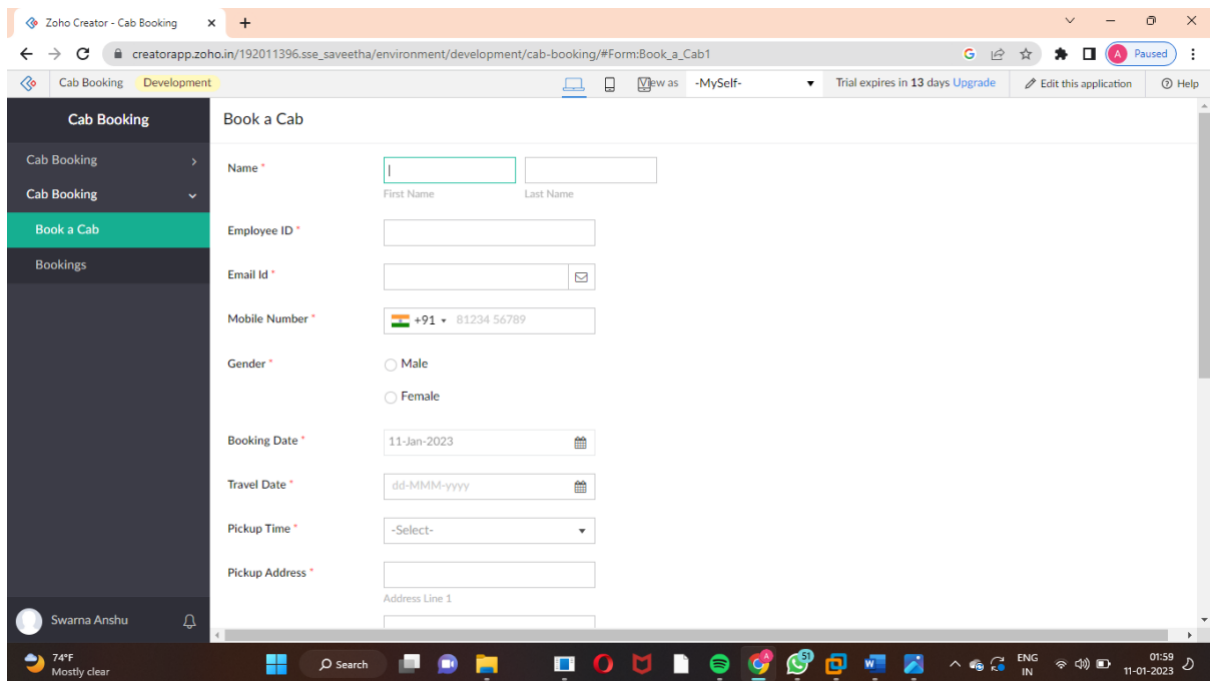 Zoho Creator - Cab Booking
creatorapp.zoho.in/192011396.sse_saveetha/environment/development/cab-booking/#Form:Book_a_Cab1
G
A Paused
Cab Booking Development
View as -MySelf-
Trial expires in 13 days Upgrade
Edit this application
Help
Cab Booking
Cab Booking
Cab Booking
Book a Cab
Bookings
Swarna Anshu
Book a Cab
Name *
First Name Last Name
Employee ID *
Email Id *
Mobile Number * +91 81234 56789
Gender * Male
Female
Booking Date * 11-Jan-2023
Travel Date * dd-MMM-yyyy
Pickup Time * -Select-
Pickup Address *
Address Line 1
74°F
Mostly clear
Search
A
51
W
ENG
IN
01:59
11-01-2023